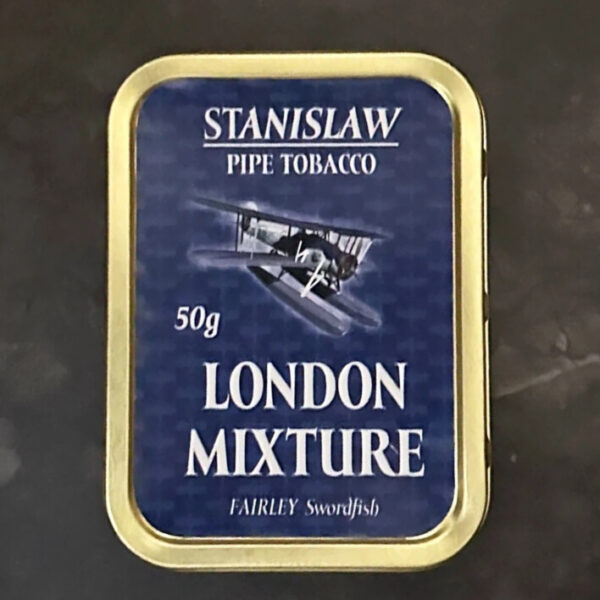 STANISLAW
PIPE TOBACCO
50g
LONDON
MIXTURE
FAIRLEY Swordfish